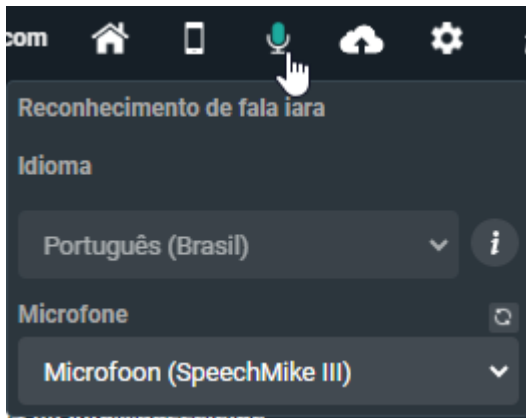 com
Reconhecimento de fala iara
Idioma
Português (Brasil)
i
Microfone
Microfoon (SpeechMike III)